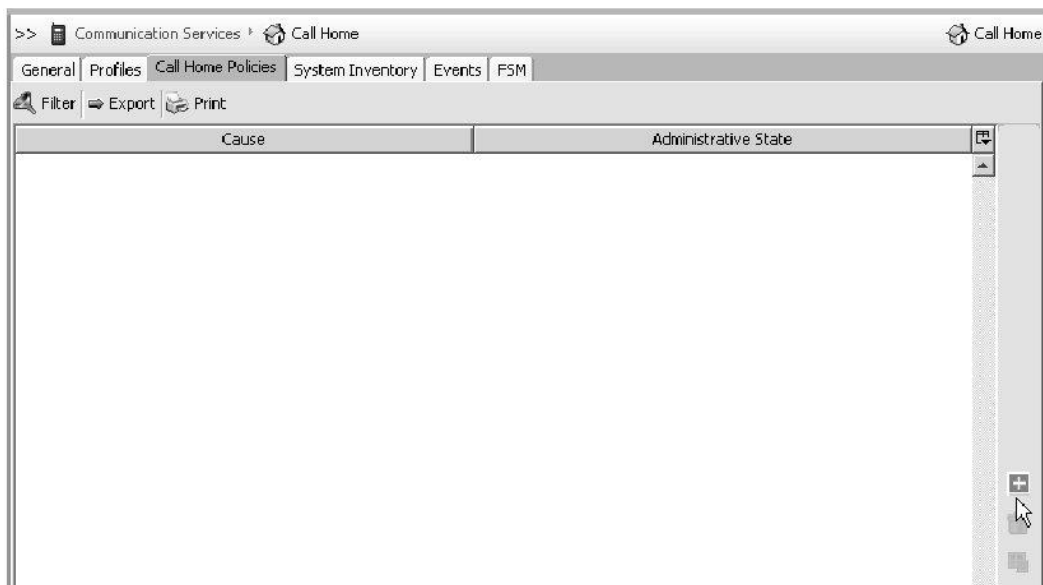 >> Communication Services Call Home Call Home
General Profiles Call Home Policies System Inventory Events FSM
Filter Export Print
Cause Administrative State